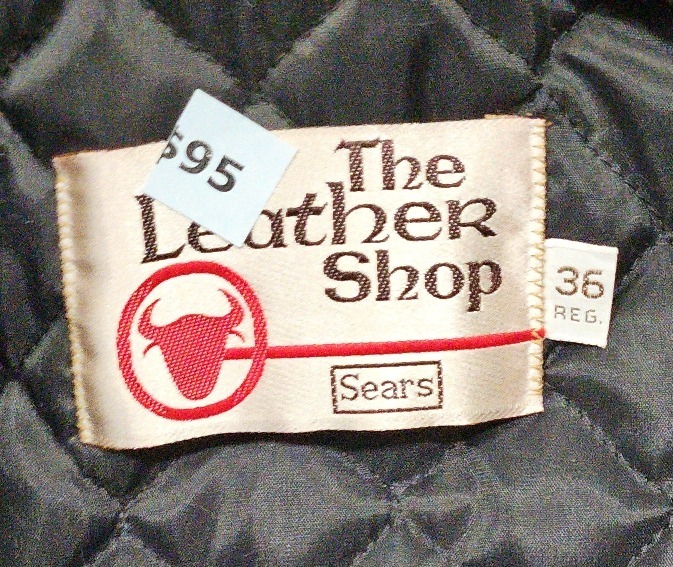 $95
The
Leather
Shop
36
REG.
Sears